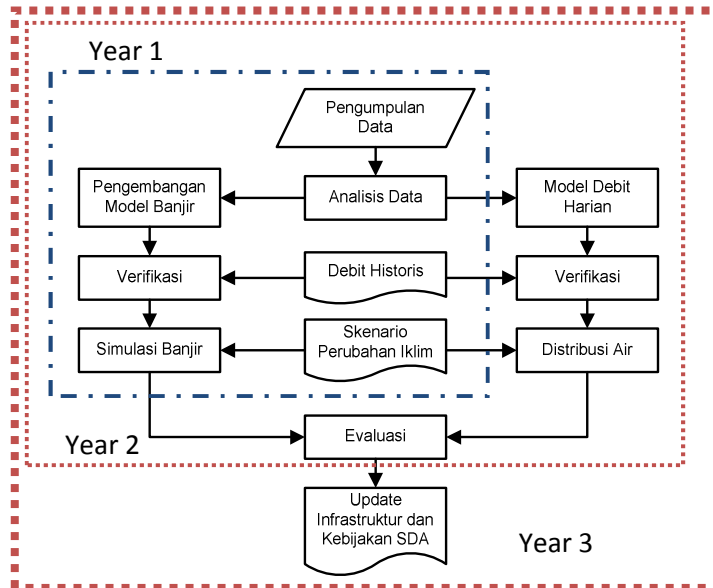 Year 1
Pengumpulan
Data
Pengembangan
Model Banjir
Analisis Data
Model Debit
Harian
Verifikasi
Debit Historis
Verifikasi
Simulasi Banjir
Skenario
Perubahan Iklim
Distribusi Air
Year 2
Evaluasi
Update
Infrastruktur dan
Kebijakan SDA
Year 3